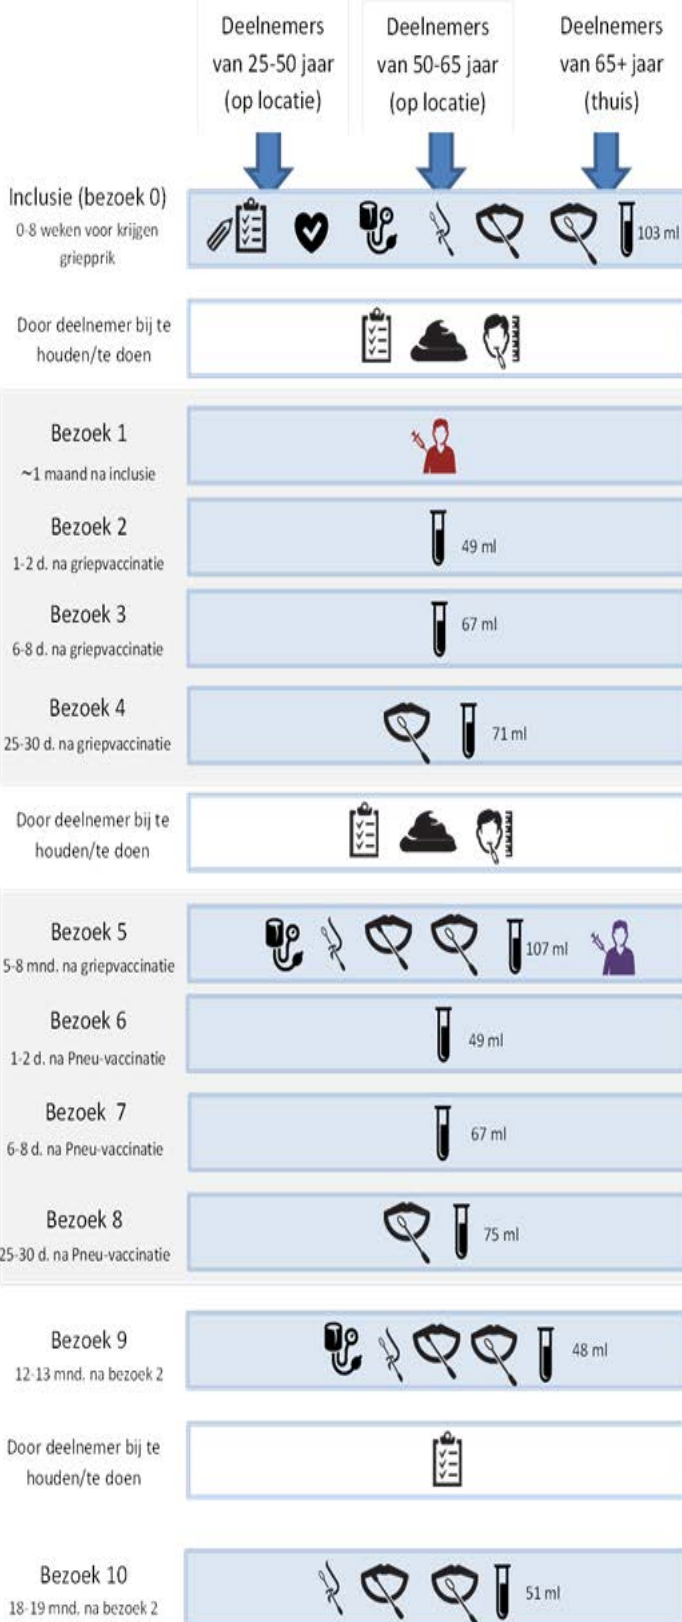 Deelnemers
van 25-50 jaar
(op locatie)
Deelnemers
van 50-65 jaar
(op locatie)
Deelnemers
van 65+ jaar
(thuis)
Inclusie (bezoek 0)
0-8 weken voor krijgen
griepprik
103 ml
Door deelnemer bij te
houden/te doen
Bezoek 1
~1 maand na inclusie
Bezoek 2
1-2 d. na griepvaccinatie
49 ml
Bezoek 3
6-8 d. na griepvaccinatie
67 ml
Bezoek 4
25-30 d. na griepvaccinatie
71 ml
Door deelnemer bij te
houden/te doen
Bezoek 5
5-8 mnd. na griepvaccinatie
107 ml
Bezoek 6
1-2 d. na Pneu-vaccinatie
49 ml
Bezoek 7
6-8 d. na Pneu-vaccinatie
67 ml
Bezoek 8
25-30 d. na Pneu-vaccinatie
75 ml
Bezoek 9
12-13 mnd. na bezoek 2
48 ml
Door deelnemer bij te
houden/te doen
Bezoek 10
18-19 mnd. na bezoek 2
51 ml